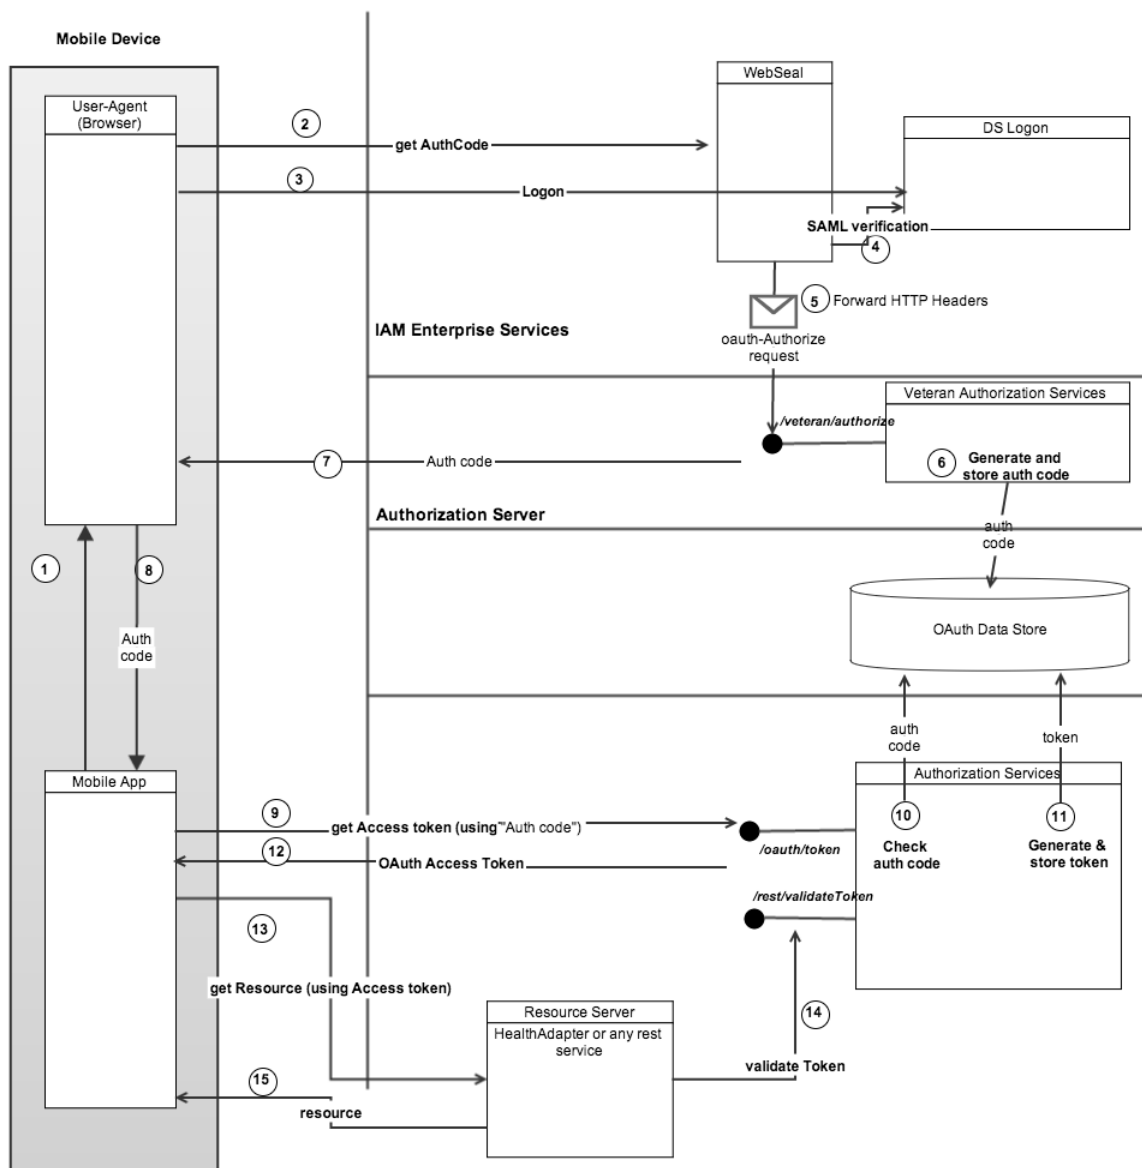 Mobile Device
User-Agent
(Browser)
WebSeal
DS Logon
2
get AuthCode
3
Logon
SAML verification
4
5
Forward HTTP Headers
oauth-Authorize
request
IAM Enterprise Services
Veteran Authorization Services
/veteran/authorize
6
Generate and
store auth code
7
Auth code
Authorization Server
auth
code
1
8
Auth
code
OAuth Data Store
auth
code
token
Mobile App
Authorization Services
9
get Access token (using "Auth code")
10
Check
auth code
11
Generate &
store token
/oauth/token
12
OAuth Access Token
/rest/validateToken
13
get Resource (using Access token)
Resource Server
HealthAdapter or any rest
service
14
validate Token
15
resource